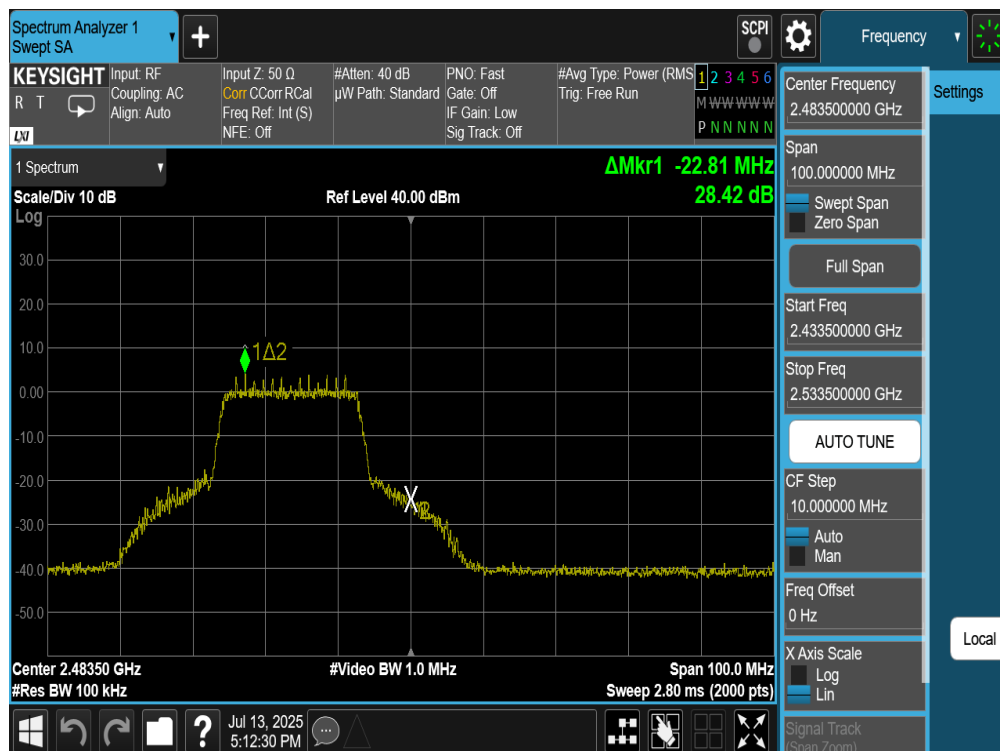 Spectrum Analyzer 1
Swept SA
+
SCPI
Frequency
KEYSIGHT
R T
LXI
Input: RF
Coupling: AC
Align: Auto
Input Z: 50 Ω
Corr CCorr RCal
Freq Ref: Int (S)
NFE: Off
#Atten: 40 dB
µW Path: Standard
PNO: Fast
Gate: Off
IF Gain: Low
Sig Track: Off
#Avg Type: Power (RMS
Trig: Free Run
1 2 3 4 5 6
M W W W W W
P N N N N N
1 Spectrum
ΔMkr1 -22.81 MHz
28.42 dB
Scale/Div 10 dB
Ref Level 40.00 dBm
Log
30.0
20.0
10.0
0.00
-10.0
-20.0
-30.0
-40.0
-50.0
1Δ2
X
2
Center 2.48350 GHz
#Video BW 1.0 MHz
Span 100.0 MHz
#Res BW 100 kHz
Sweep 2.80 ms (2000 pts)
Center Frequency
2.483500000 GHz
Span
100.000000 MHz
Swept Span
Zero Span
Full Span
Start Freq
2.433500000 GHz
Stop Freq
2.533500000 GHz
AUTO TUNE
CF Step
10.000000 MHz
Auto
Man
Freq Offset
0 Hz
X Axis Scale
Log
Lin
Signal Track
(Span Zoom)
Settings
Local
?
Jul 13, 2025
5:12:30 PM